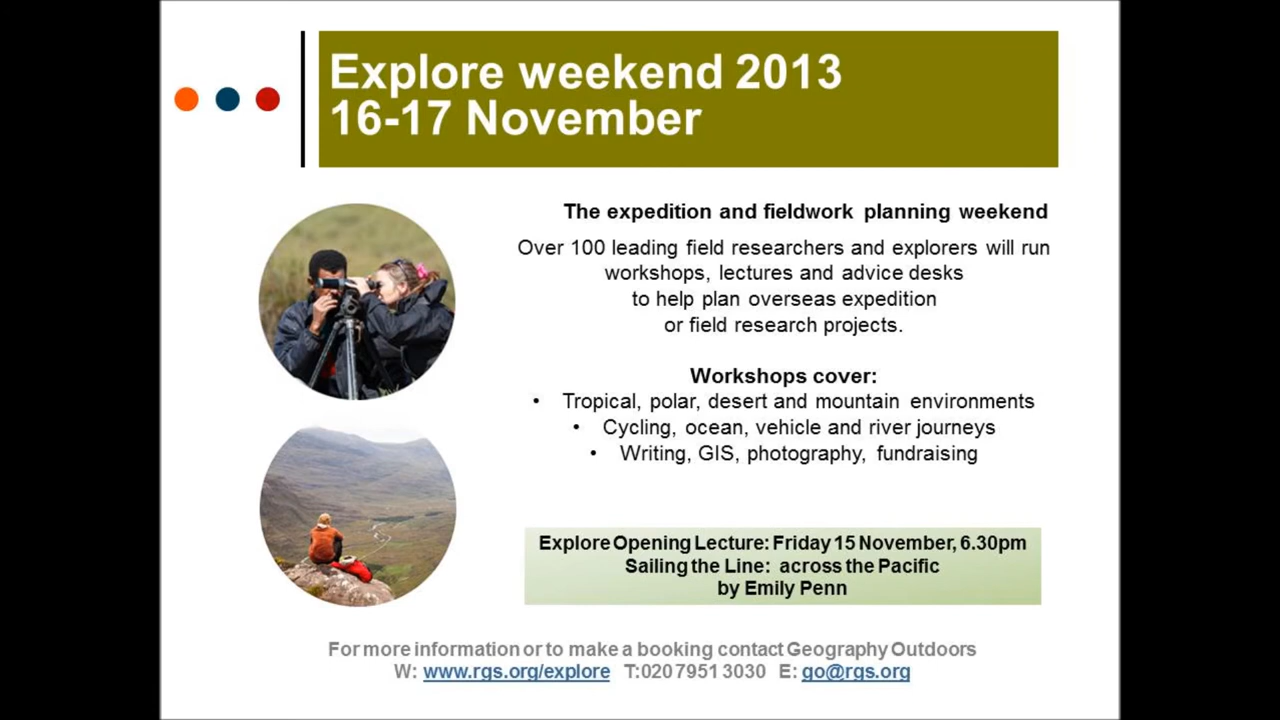 Explore weekend 2013
16-17 November
The expedition and fieldwork planning weekend
Over 100 leading field researchers and explorers will run
workshops, lectures and advice desks
to help plan overseas expedition
or field research projects.
Workshops cover:
• Tropical, polar, desert and mountain environments
• Cycling, ocean, vehicle and river journeys
• Writing, GIS, photography, fundraising
Explore Opening Lecture: Friday 15 November, 6.30pm
Sailing the Line: across the Pacific
by Emily Penn
For more information or to make a booking contact Geography Outdoors
W: www.rgs.org/explore T:020 7951 3030 E: go@rgs.org